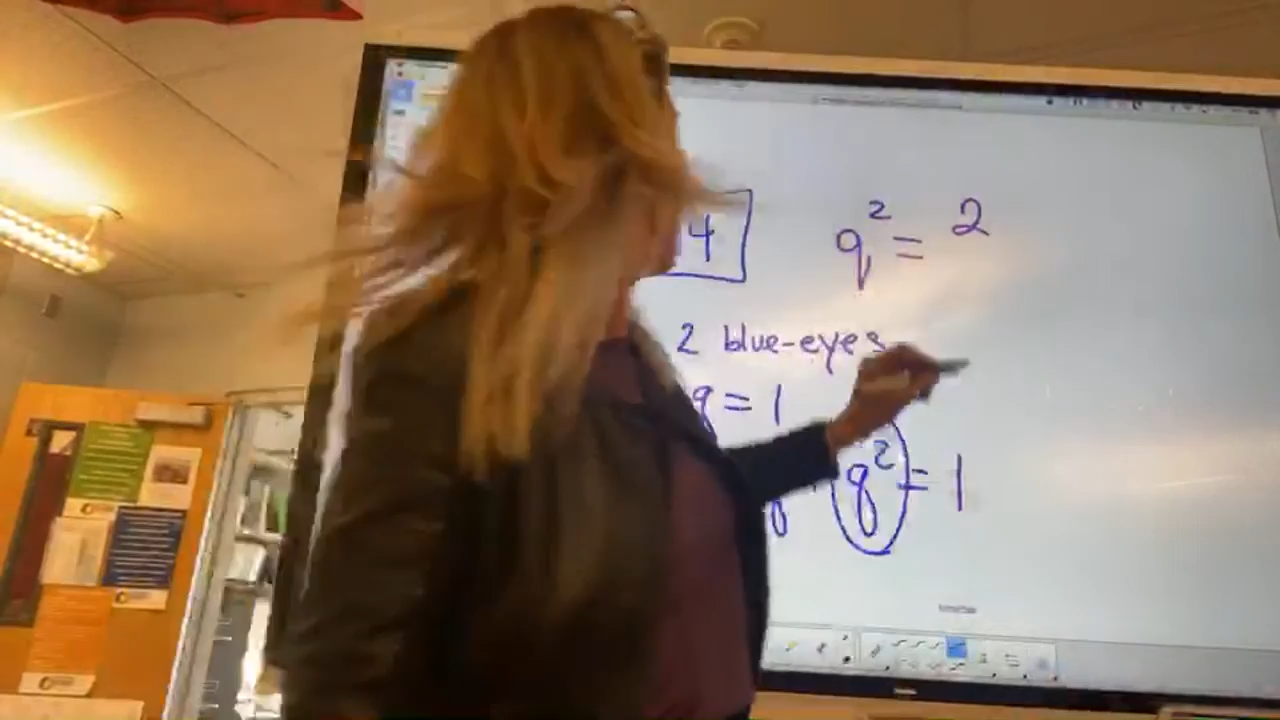 4
q² = 2
2 blue-eyes
q = 1
q² = 1